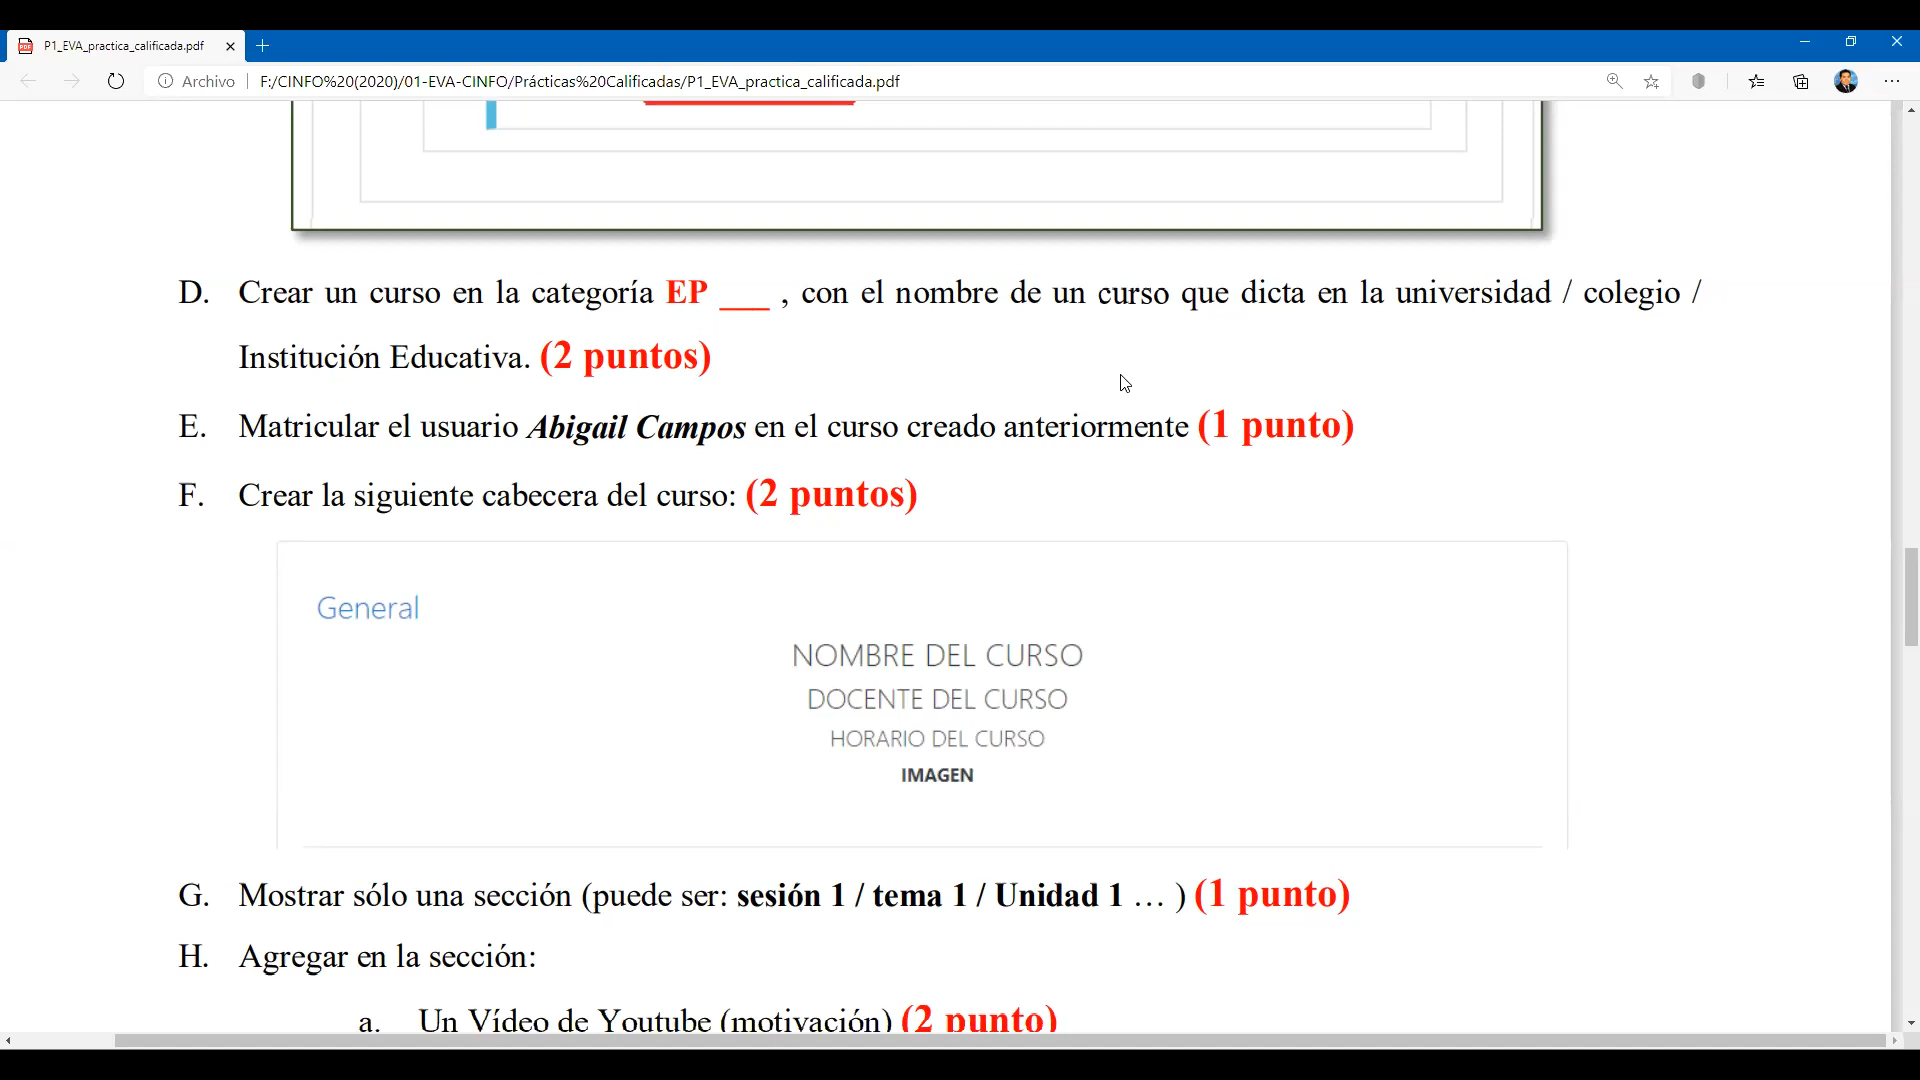 P1_EVA_practica_calificada.pdf
Archivo F:/CINFO%20(2020)/01-EVA-CINFO/Prácticas%20Calificadas/P1_EVA_practica_calificada.pdf
D. Crear un curso en la categoría EP ___ , con el nombre de un curso que dicta en la universidad / colegio /
Institución Educativa. (2 puntos)
E. Matricular el usuario Abigail Campos en el curso creado anteriormente (1 punto)
F. Crear la siguiente cabecera del curso: (2 puntos)
General
NOMBRE DEL CURSO
DOCENTE DEL CURSO
HORARIO DEL CURSO
IMAGEN
G. Mostrar sólo una sección (puede ser: sesión 1 / tema 1 / Unidad 1 … ) (1 punto)
H. Agregar en la sección:
a. Un Vídeo de Youtube (motivación) (2 punto)